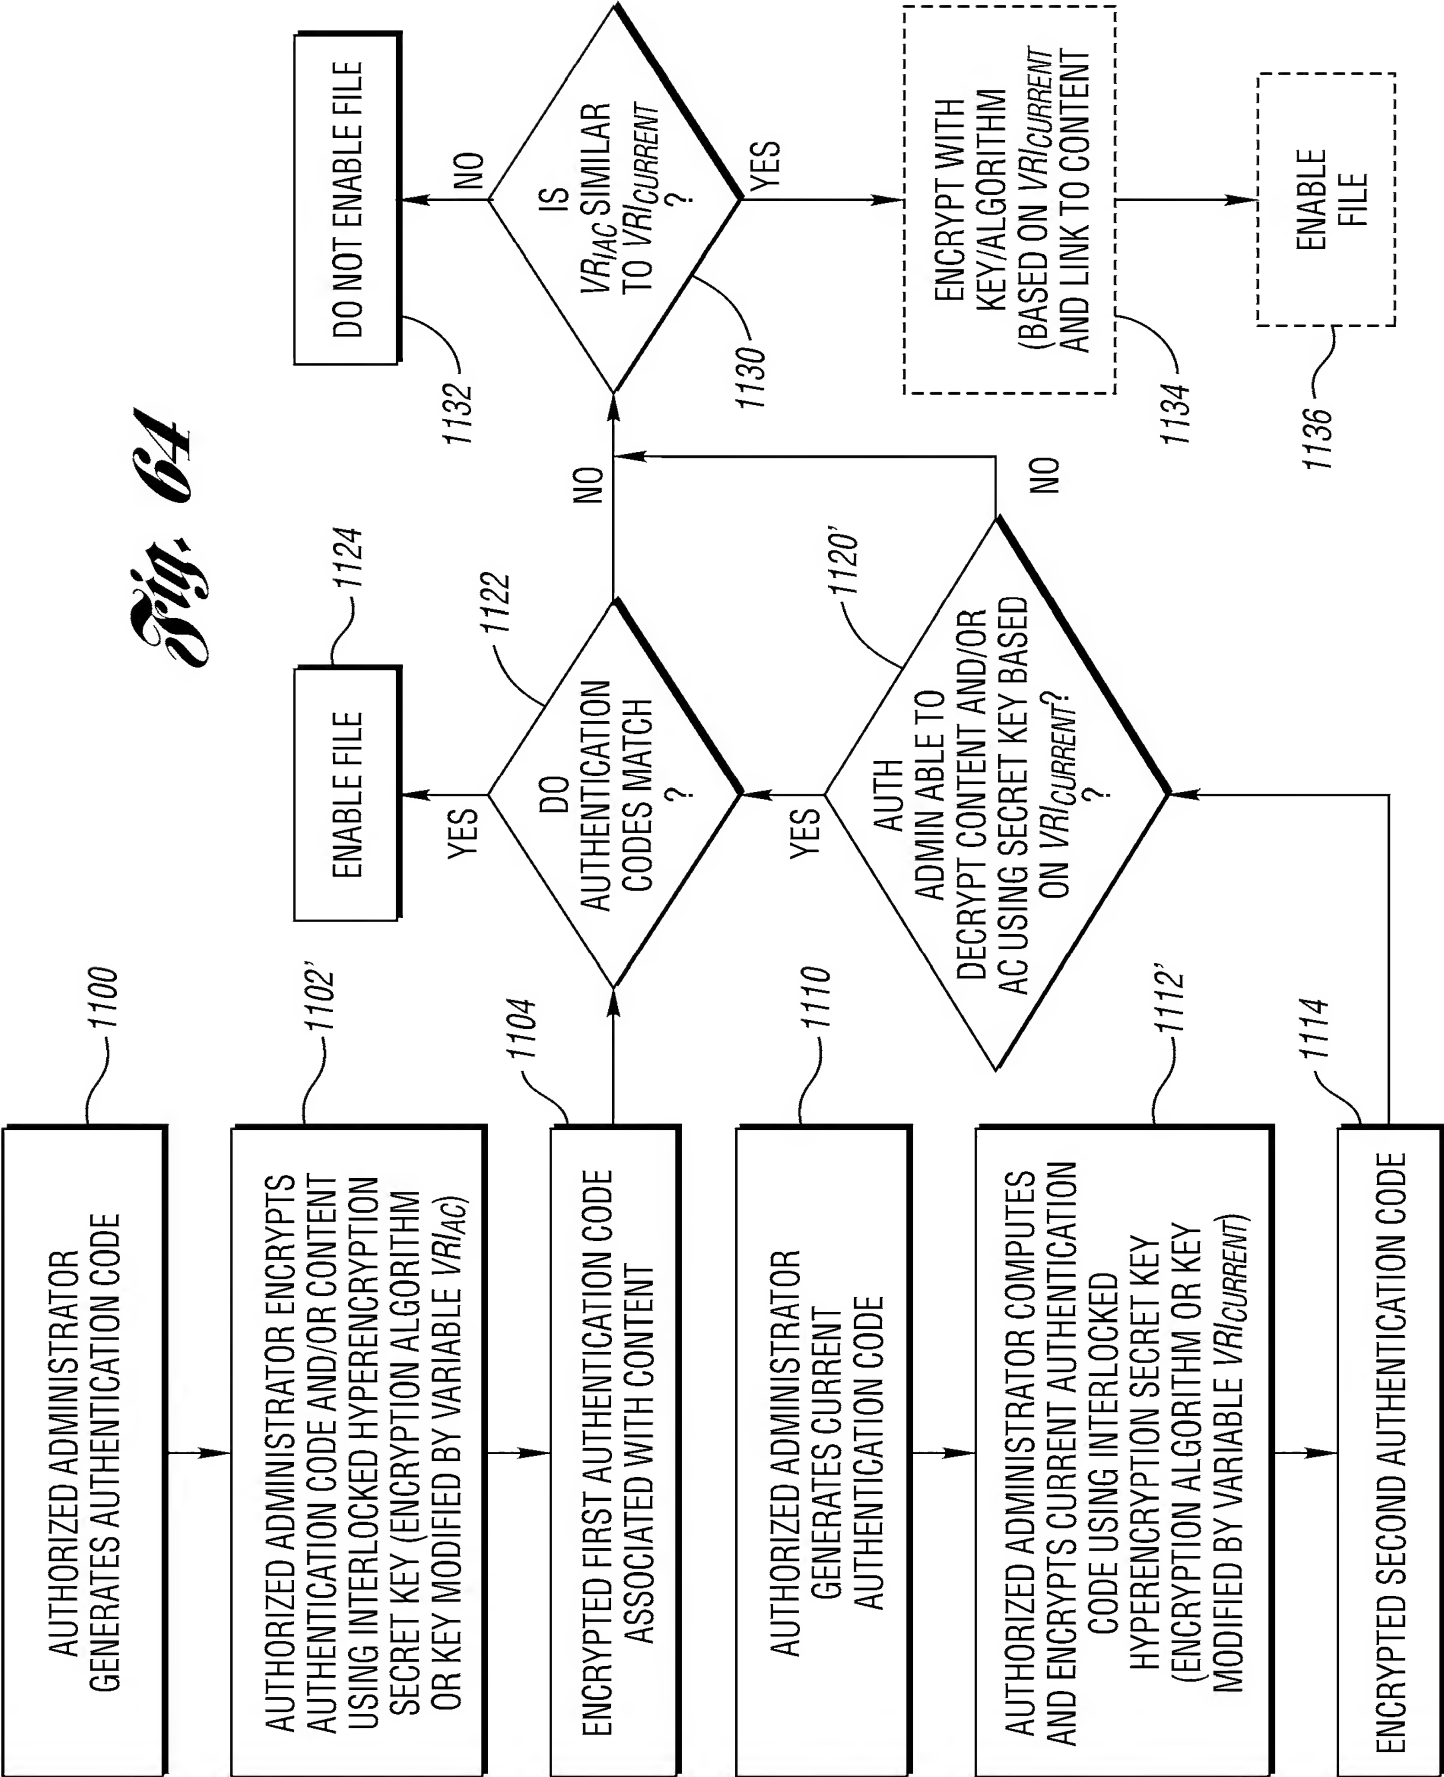 Fig. 64
AUTHORIZED ADMINISTRATOR
GENERATES AUTHENTICATION CODE
1100
AUTHORIZED ADMINISTRATOR ENCRYPTS
AUTHENTICATION CODE AND/OR CONTENT
USING INTERLOCKED HYPERENCRYPTION
SECRET KEY (ENCRYPTION ALGORITHM
OR KEY MODIFIED BY VARIABLE VRIAC)
1102'
ENCRYPTED FIRST AUTHENTICATION CODE
ASSOCIATED WITH CONTENT
1104
AUTHORIZED ADMINISTRATOR
GENERATES CURRENT
AUTHENTICATION CODE
1110
AUTHORIZED ADMINISTRATOR COMPUTES
AND ENCRYPTS CURRENT AUTHENTICATION
CODE USING INTERLOCKED
HYPERENCRYPTION SECRET KEY
(ENCRYPTION ALGORITHM OR KEY
MODIFIED BY VARIABLE VRICURRENT)
1112'
ENCRYPTED SECOND AUTHENTICATION CODE
1114
ENABLE FILE
1124
YES
DO
AUTHENTICATION
CODES MATCH
?
1122
NO
YES
AUTH
ADMIN ABLE TO
DECRYPT CONTENT AND/OR
AC USING SECRET KEY BASED
ON VRICURRENT?
?
1120'
NO
DO NOT ENABLE FILE
1132
NO
IS
VRIAC SIMILAR
TO VRICURRENT
?
1130
YES
ENCRYPT WITH
KEY/ALGORITHM
(BASED ON VRICURRENT
AND LINK TO CONTENT
1134
ENABLE
FILE
1136